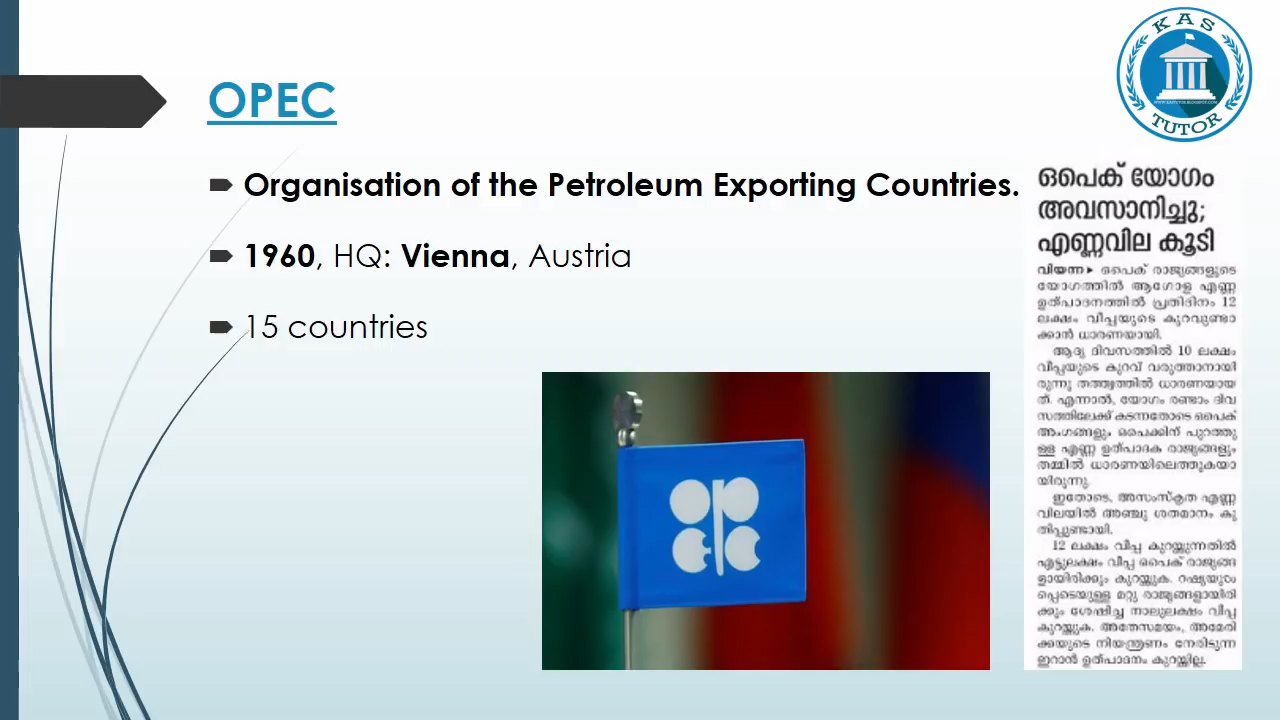 OPEC
Organisation of the Petroleum Exporting Countries.
1960, HQ: Vienna, Austria
15 countries
KAS
WWW.KASTUTOR.BLOGSPOT.COM
TUTOR
ഒപെക് യോഗം
അവസാനിച്ചു;
എണ്ണവില കൂടി
വിയന്ന▸ ഒപെക് രാജ്യങ്ങളുടെ
യോഗത്തിൽ ആഗോള എണ്ണ
ഉത്പാദനത്തിൽ പ്രതിദിനം 12
ലക്ഷം വീപ്പയുടെ കുറവുണ്ടാ
ക്കാൻ ധാരണയായി.
ആദ്യ ദിവസത്തിൽ 10 ലക്ഷം
വീപ്പയുടെ കുറവ് വരുത്താനായി
രുന്നു തത്ത്വത്തിൽ ധാരണയായ
ത്. എന്നാൽ, യോഗം രണ്ടാം ദിവ
സത്തിലേക്ക് കടന്നതോടെ ഒപെക്
അംഗങ്ങളും ഒപെക്കിന് പുറത്തു
ള്ള എണ്ണ ഉത്പാദക രാജ്യങ്ങളും
തമ്മിൽ ധാരണയിലെത്തുകയാ
യിരുന്നു.
ഇതോടെ, അസംസ്കൃത എണ്ണ
വിലയിൽ അഞ്ചു ശതമാനം കു
തിപ്പുണ്ടായി.
12 ലക്ഷം വീപ്പ കുറയ്ക്കുന്നതിൽ
എട്ടുലക്ഷം വീപ്പ ഒപെക് രാജ്യങ്ങ
ളായിരിക്കും കുറയ്ക്കുക. റഷ്യയുൾ
പ്പെടെയുള്ള മറ്റു രാജ്യങ്ങളായിരി
ക്കും ശേഷിച്ച നാലുലക്ഷം വീപ്പ
കുറയ്ക്കുക. അതേസമയം, അമേരി
ക്കയുടെ നിയന്ത്രണം നേരിടുന്ന
ഇറാൻ ഉത്പാദനം കുറയ്ക്കില്ല.